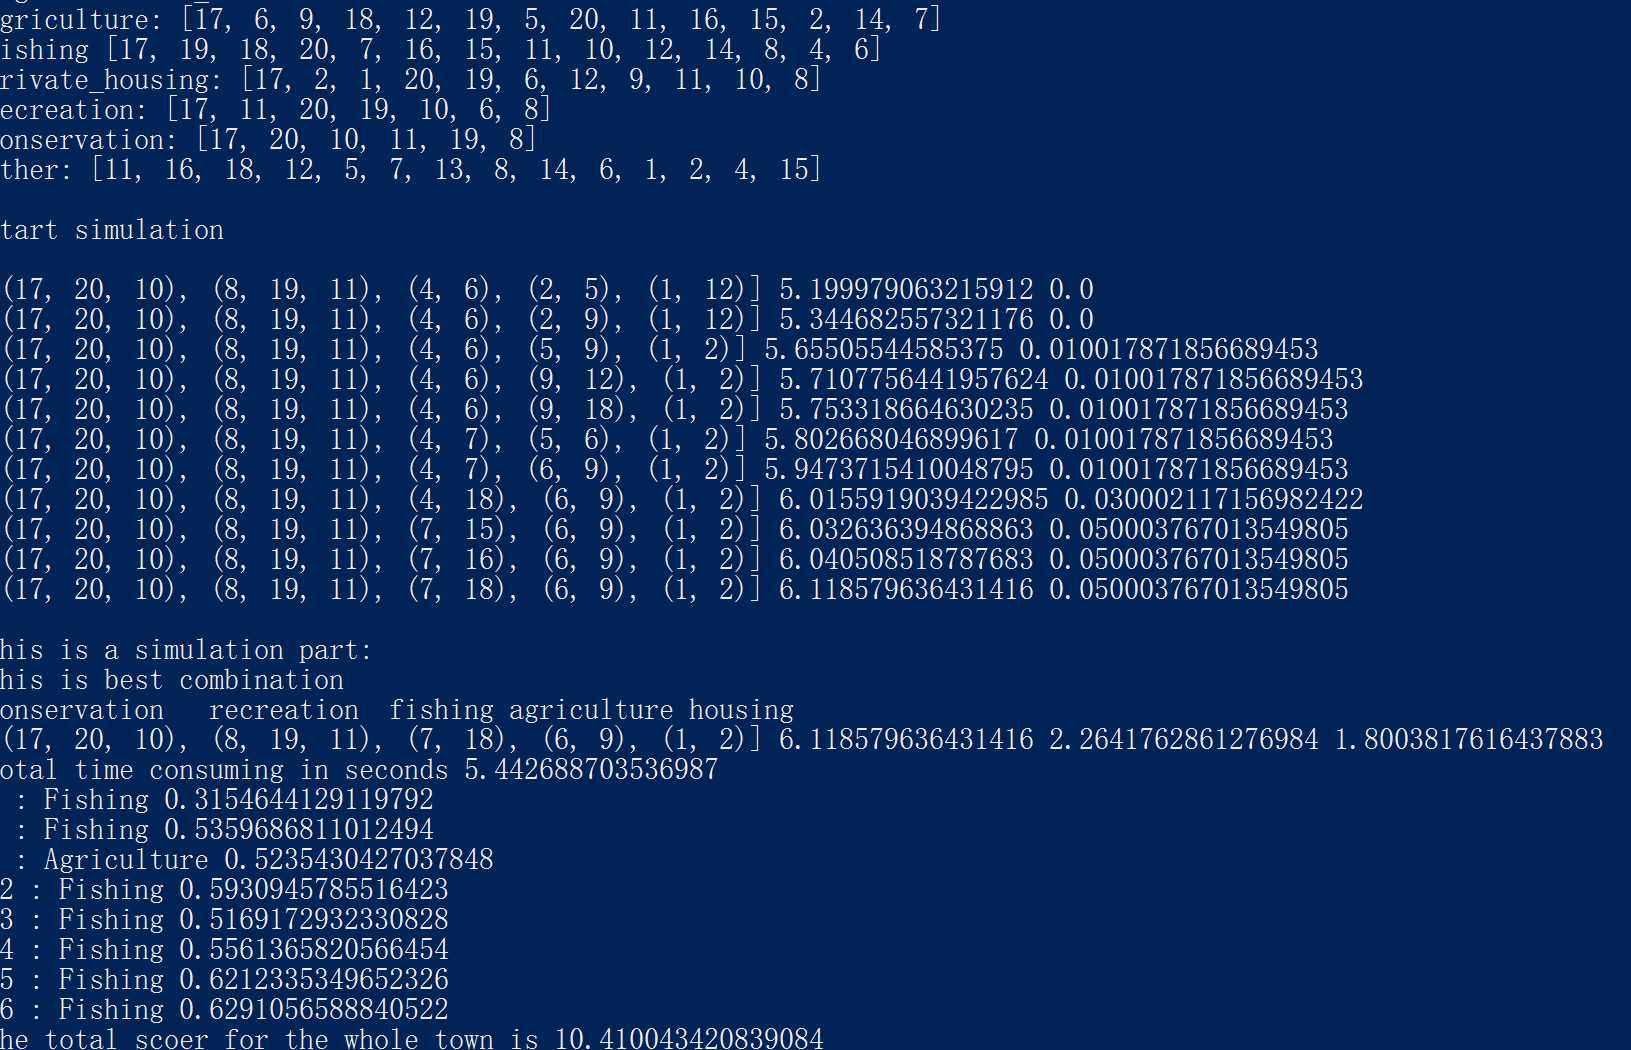 griculture: [17, 6, 9, 18, 12, 19, 5, 20, 11, 16, 15, 2, 14, 7]
ishing [17, 19, 18, 20, 7, 16, 15, 11, 10, 12, 14, 8, 4, 6]
rivate_housing: [17, 2, 1, 20, 19, 6, 12, 9, 11, 10, 8]
ecreation: [17, 11, 20, 19, 10, 6, 8]
onservation: [17, 20, 10, 11, 19, 8]
ther: [11, 16, 18, 12, 5, 7, 13, 8, 14, 6, 1, 2, 4, 15]
tart simulation
(17, 20, 10), (8, 19, 11), (4, 6), (2, 5), (1, 12)] 5.199979063215912 0.0
(17, 20, 10), (8, 19, 11), (4, 6), (2, 9), (1, 12)] 5.344682557321176 0.0
(17, 20, 10), (8, 19, 11), (4, 6), (5, 9), (1, 2)] 5.65505544585375 0.010017871856689453
(17, 20, 10), (8, 19, 11), (4, 6), (9, 12), (1, 2)] 5.7107756441957624 0.010017871856689453
(17, 20, 10), (8, 19, 11), (4, 6), (9, 18), (1, 2)] 5.753318664630235 0.010017871856689453
(17, 20, 10), (8, 19, 11), (4, 7), (5, 6), (1, 2)] 5.802668046899617 0.010017871856689453
(17, 20, 10), (8, 19, 11), (4, 7), (6, 9), (1, 2)] 5.9473715410048795 0.010017871856689453
(17, 20, 10), (8, 19, 11), (4, 18), (6, 9), (1, 2)] 6.0155919039422985 0.030002117156982422
(17, 20, 10), (8, 19, 11), (7, 15), (6, 9), (1, 2)] 6.032636394868863 0.050003767013549805
(17, 20, 10), (8, 19, 11), (7, 16), (6, 9), (1, 2)] 6.040508518787683 0.050003767013549805
(17, 20, 10), (8, 19, 11), (7, 18), (6, 9), (1, 2)] 6.118579636431416 0.050003767013549805
his is a simulation part:
his is best combination
onservation   recreation  fishing agriculture housing
(17, 20, 10), (8, 19, 11), (7, 18), (6, 9), (1, 2)] 6.118579636431416 2.2641762861276984 1.8003817616437883
otal time consuming in seconds 5.442688703536987
: Fishing 0.3154644129119792
: Fishing 0.5359686811012494
: Agriculture 0.5235430427037848
2 : Fishing 0.5930945785516423
3 : Fishing 0.5169172932330828
4 : Fishing 0.5561365820566454
5 : Fishing 0.6212335349652326
6 : Fishing 0.6291056588840522
he total scoer for the whole town is 10.410043420839084